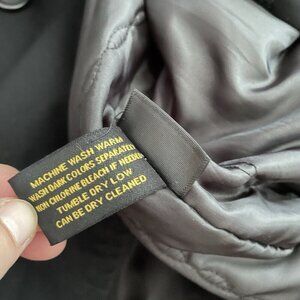 MACHINE WASH WARM
WASH DARK COLORS SEPARATELY
NON CHLORINE BLEACH IF NEEDED
TUMBLE DRY LOW
CAN BE DRY CLEANED